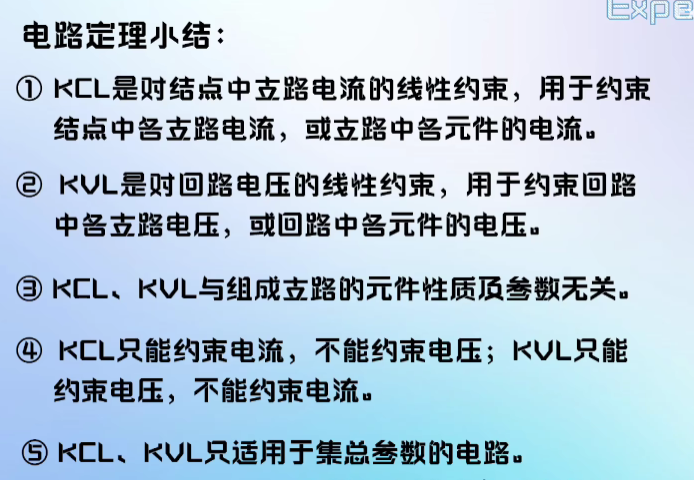 电路定理小结：
① KCL是对结点中支路电流的线性约束，用于约束
结点中各支路电流，或支路中各元件的电流。
② KVL是对回路电压的线性约束，用于约束回路
中各支路电压，或回路中各元件的电压。
③ KCL、KVL与组成支路的元件性质及参数无关。
④ KCL只能约束电流，不能约束电压；KVL只能
约束电压，不能约束电流。
⑤ KCL、KVL只适用于集总参数的电路。